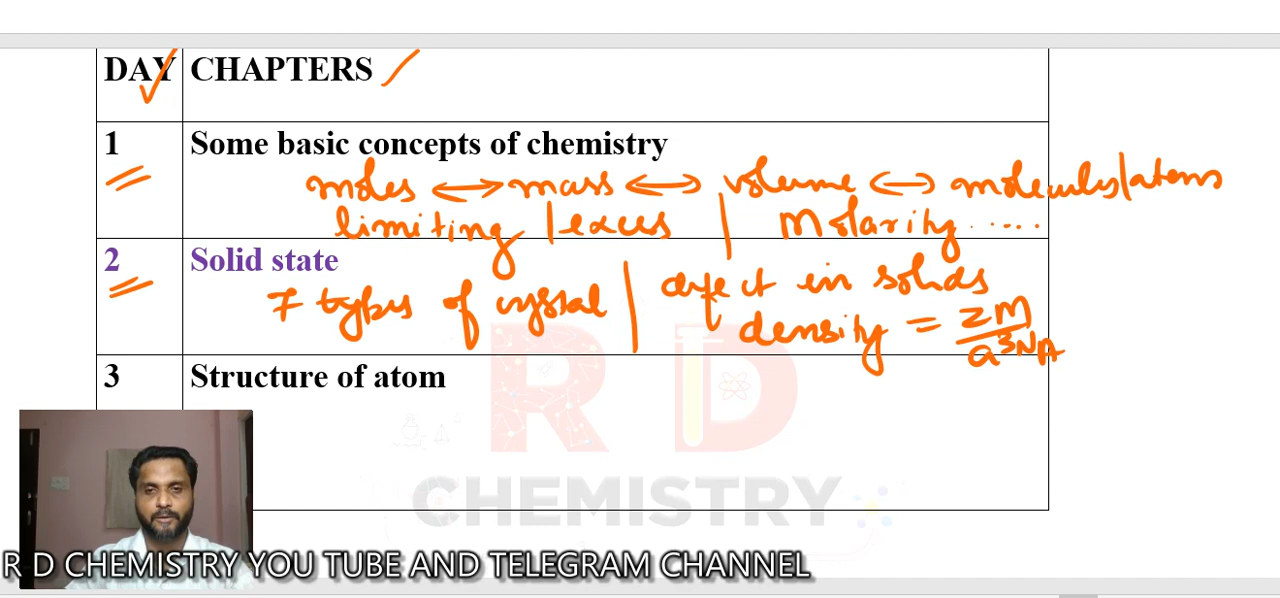 DAY CHAPTERS
1 Some basic concepts of chemistry
moles ↔ mass ↔ volume ↔ molecules/atoms
limiting / exces | Molarity.....
2 Solid state
7 types of crystal | defect in solids
density = ZM/a³NA
3 Structure of atom
R D
CHEMISTRY
R D CHEMISTRY YOU TUBE AND TELEGRAM CHANNEL